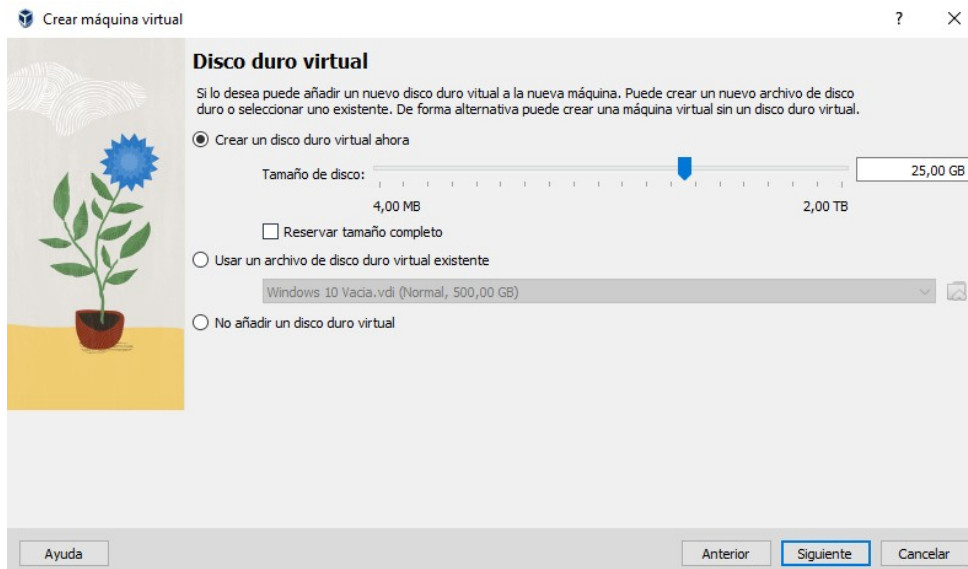 Crear máquina virtual
?
Disco duro virtual
Si lo desea puede añadir un nuevo disco duro vitual a la nueva máquina. Puede crear un nuevo archivo de disco
duro o seleccionar uno existente. De forma alternativa puede crear una máquina virtual sin un disco duro virtual.
Crear un disco duro virtual ahora
Tamaño de disco:
25,00 GB
4,00 MB
2,00 TB
Reservar tamaño completo
Usar un archivo de disco duro virtual existente
Windows 10 Vacia.vdi (Normal, 500,00 GB)
No añadir un disco duro virtual
Ayuda
Anterior
Siguiente
Cancelar